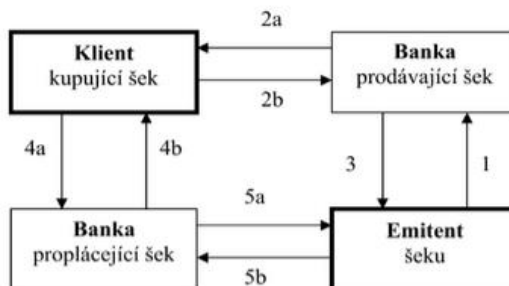 2a
Klient
kupující šek
Banka
prodávající šek
2b
4a
4b
3
1
5a
Banka
proplácející šek
Emitent
šeku
5b